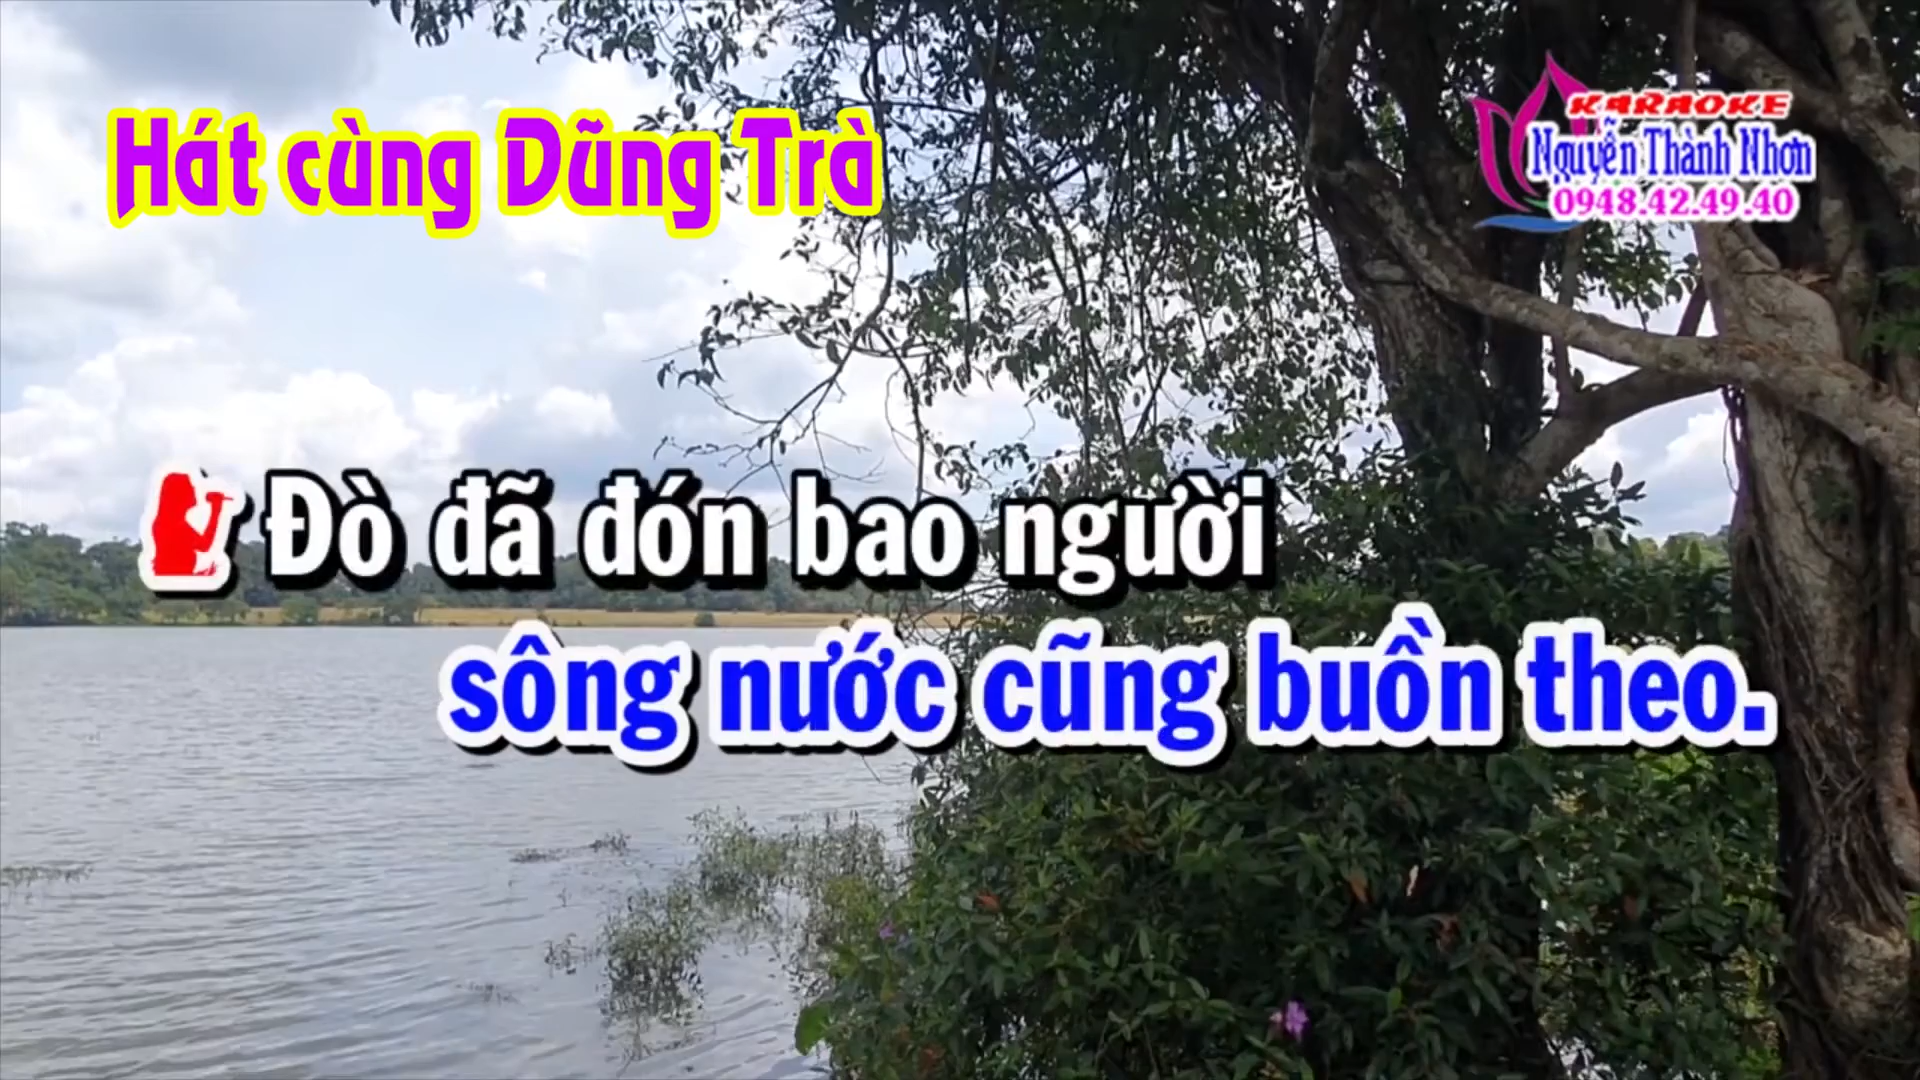 Hát cùng Dũng Trà
KARAOKE
Nguyễn Thành Nhơn
0948.42.49.40
Đò đã đón bao người
sông nước cũng buồn theo.